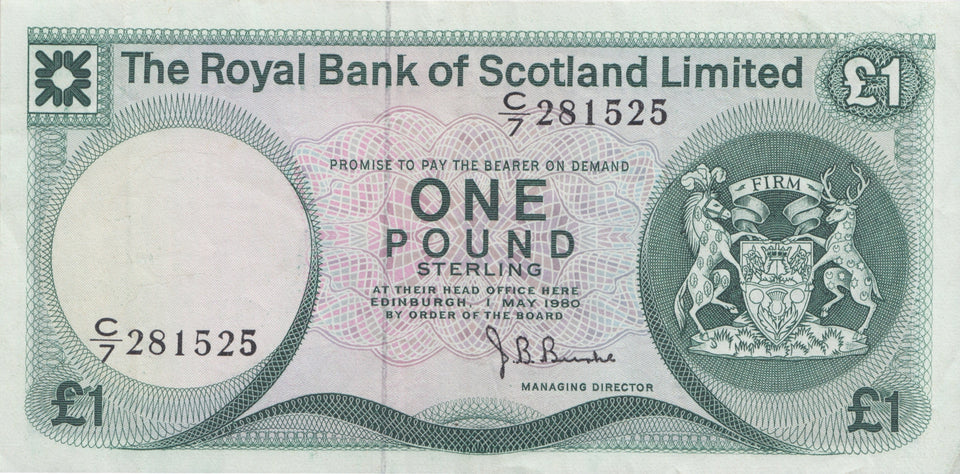 The Royal Bank of Scotland Limited
£1
C/7 281525
PROMISE TO PAY THE BEARER ON DEMAND
ONE
POUND
STERLING
AT THEIR HEAD OFFICE HERE
EDINBURGH, 1 MAY 1980
BY ORDER OF THE BOARD
FIRM
C/7 281525
J. B. Burke
MANAGING DIRECTOR
£1
£1